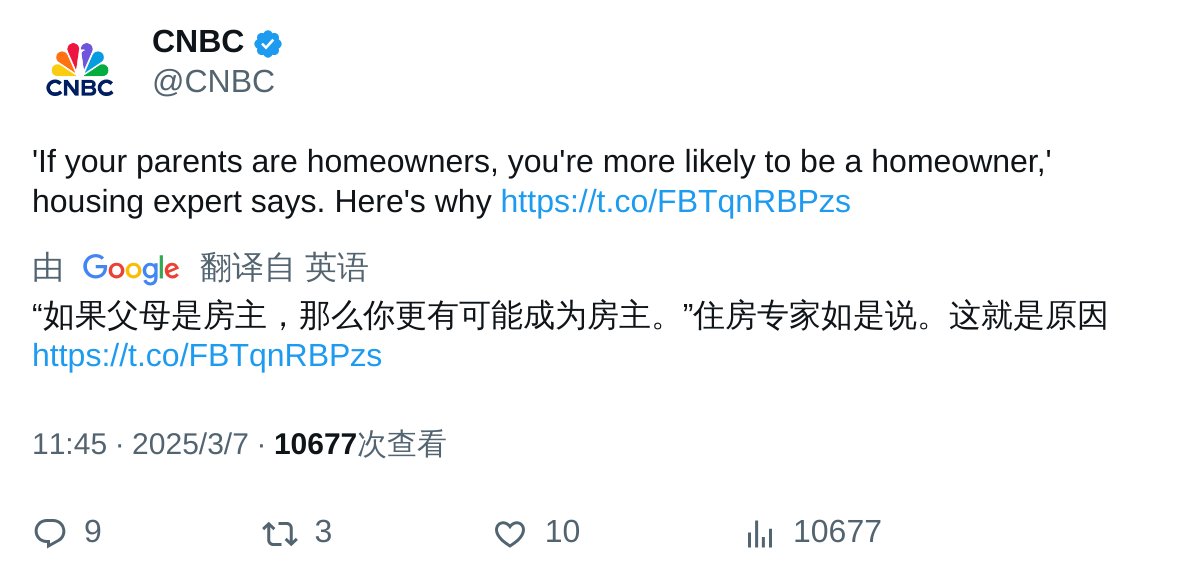 CNBC
CNBC
@CNBC
'If your parents are homeowners, you're more likely to be a homeowner,'
housing expert says. Here's why https://t.co/FBTqnRBPzs
由 Google 翻译自 英语
“如果父母是房主，那么你更有可能成为房主。”住房专家如是说。这就是原因
https://t.co/FBTqnRBPzs
11:45 · 2025/3/7 · 10677次查看
9 3 10 10677